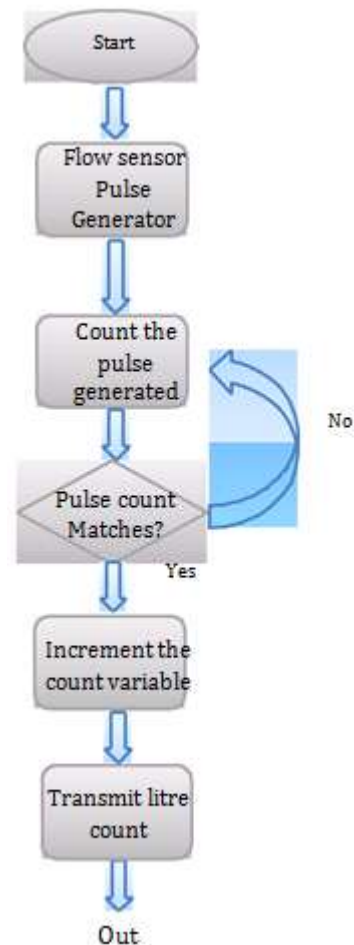 Start
Flow sensor
Pulse
Generator
Count the
pulse
generated
No
Pulse count
Matches?
Yes
Increment the
count variable
Transmit litre
count
Out